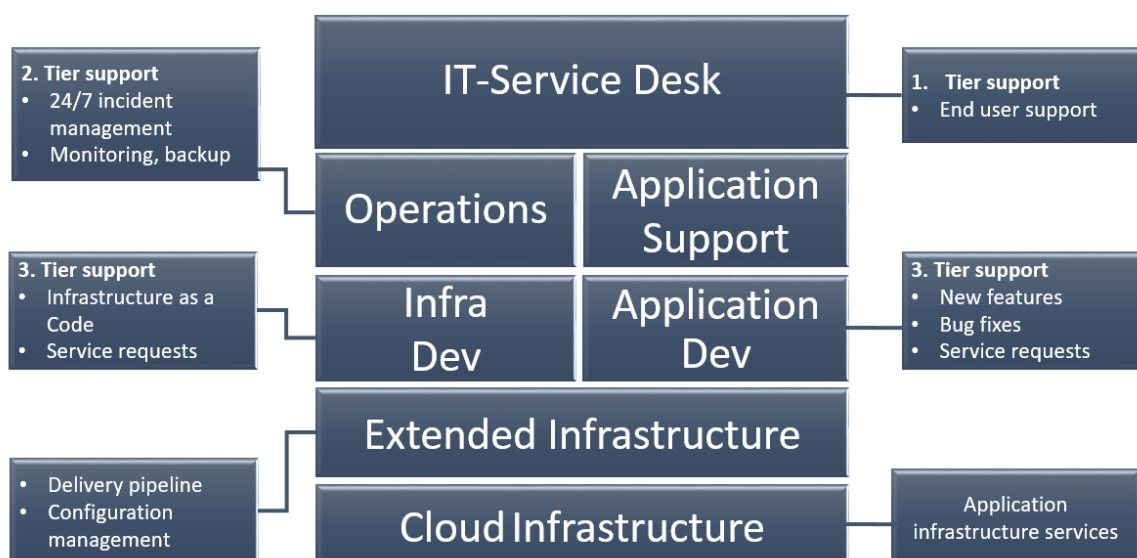 IT-Service Desk
2. Tier support
• 24/7 incident
management
• Monitoring, backup
1. Tier support
• End user support
Operations
Application
Support
3. Tier support
• Infrastructure as a
Code
• Service requests
Infra
Dev
Application
Dev
3. Tier support
• New features
• Bug fixes
• Service requests
Extended Infrastructure
• Delivery pipeline
• Configuration
management
Cloud Infrastructure
Application
infrastructure services